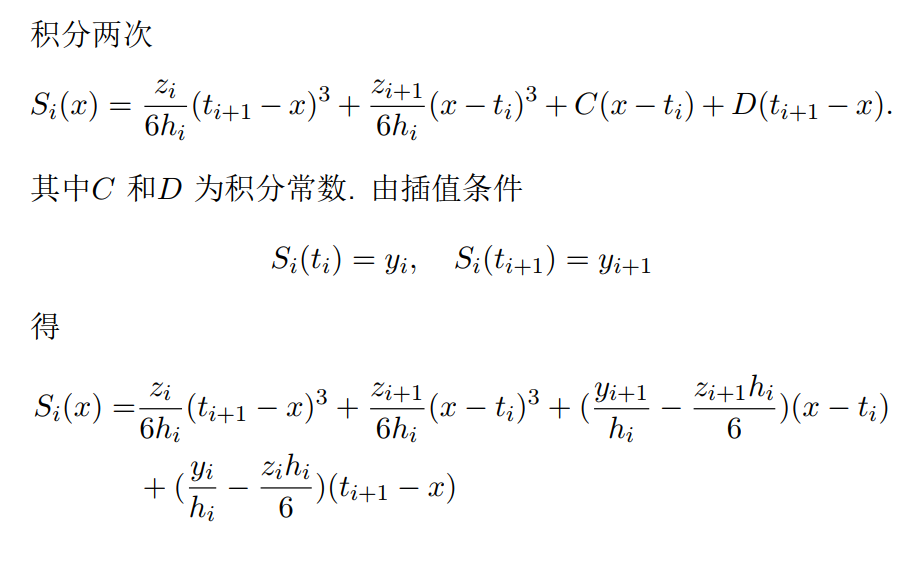 积分两次
S_i(x) = \frac{z_i}{6h_i}(t_{i+1} − x)^3 + \frac{z_{i+1}}{6h_i}(x − t_i)^3 + C(x − t_i) + D(t_{i+1} − x).
其中C 和D 为积分常数. 由插值条件
S_i(t_i) = y_i, S_i(t_{i+1}) = y_{i+1}
得
S_i(x) = \frac{z_i}{6h_i}(t_{i+1} − x)^3 + \frac{z_{i+1}}{6h_i}(x − t_i)^3 + (\frac{y_{i+1}}{h_i} − \frac{z_{i+1}h_i}{6})(x − t_i)
+ (\frac{y_i}{h_i} − \frac{z_ih_i}{6})(t_{i+1} − x)